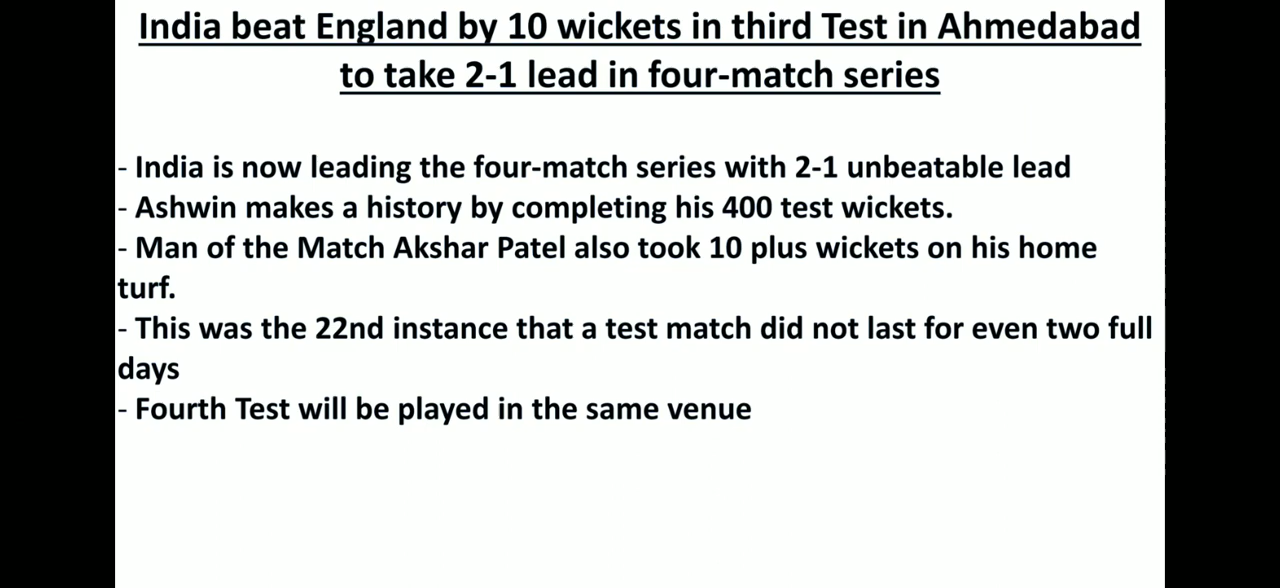 India beat England by 10 wickets in third Test in Ahmedabad
to take 2-1 lead in four-match series
- India is now leading the four-match series with 2-1 unbeatable lead
- Ashwin makes a history by completing his 400 test wickets.
- Man of the Match Akshar Patel also took 10 plus wickets on his home
turf.
- This was the 22nd instance that a test match did not last for even two full
days
- Fourth Test will be played in the same venue